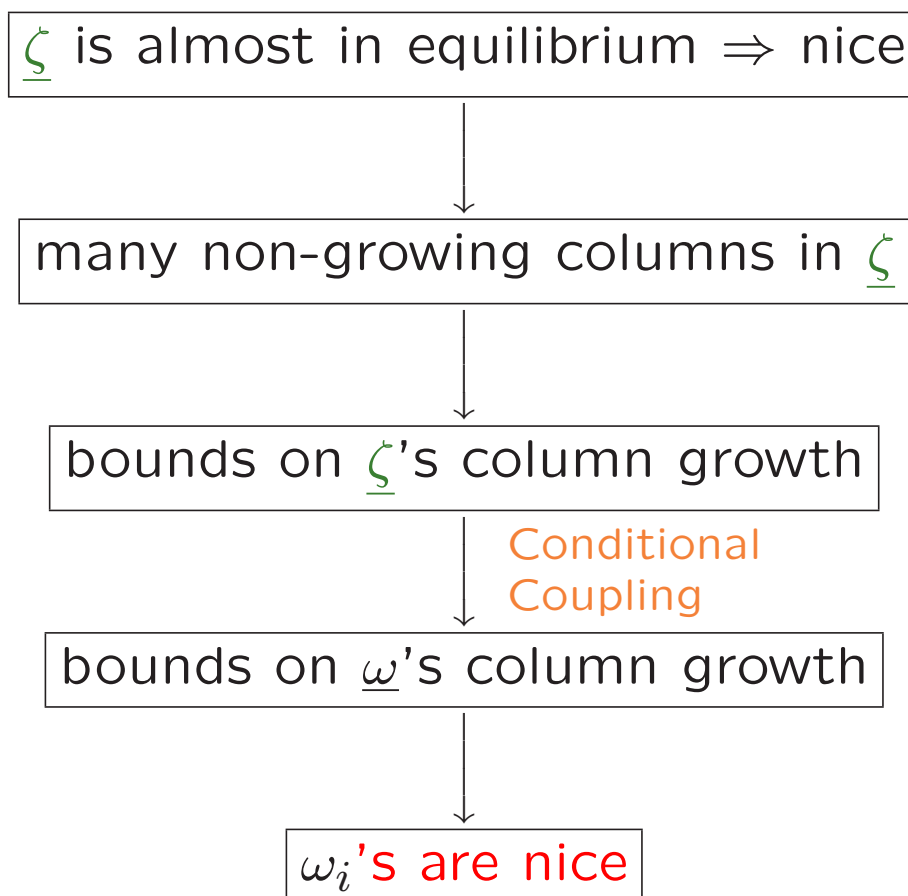 ζ is almost in equilibrium ⇒ nice
many non-growing columns in ζ
bounds on ζ's column growth
Conditional
Coupling
bounds on ω's column growth
ωᵢ's are nice